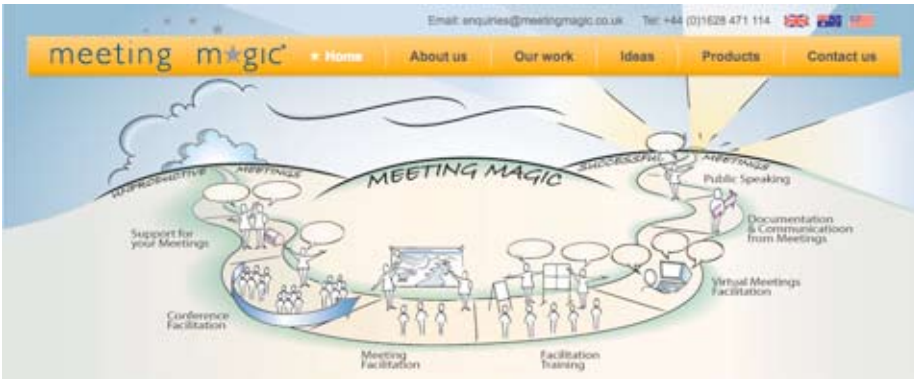 Email: enquiries@meetingmagic.co.uk Tel: +44 (0)1628 471 114
meeting magic
Home About us Our work Ideas Products Contact us
UNPRODUCTIVE MEETINGS
MEETING MAGIC
SUCCESSFUL MEETINGS
Public Speaking
Support for
your Meetings
Documentation
& Communicatioon
from Meetings
Virtual Meetings
Facilitation
Conference
Facilitation
Meeting
Facilitation
Facilitation
Training